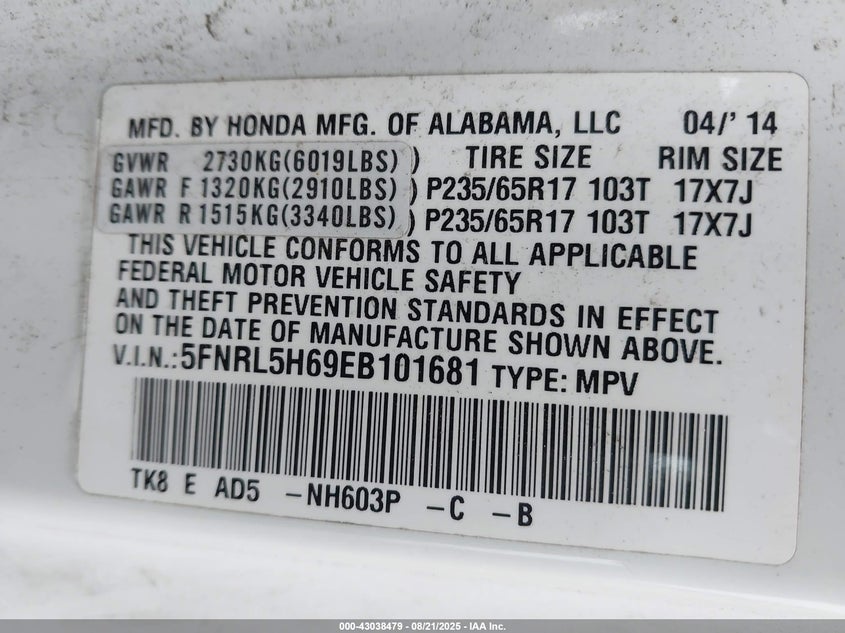 MFD. BY HONDA MFG. OF ALABAMA, LLC 04/' 14
GVWR 2730KG(6019LBS) ) TIRE SIZE RIM SIZE
GAWR F 1320KG(2910LBS) ) P235/65R17 103T 17X7J
GAWR R 1515KG(3340LBS) ) P235/65R17 103T 17X7J
THIS VEHICLE CONFORMS TO ALL APPLICABLE
FEDERAL MOTOR VEHICLE SAFETY
AND THEFT PREVENTION STANDARDS IN EFFECT
ON THE DATE OF MANUFACTURE SHOWN ABOVE.
V.I.N.:5FNRL5H69EB101681 TYPE: MPV
TK8 E AD5 -NH603P -C -B
000-43038479 - 08/21/2025 - IAA Inc.